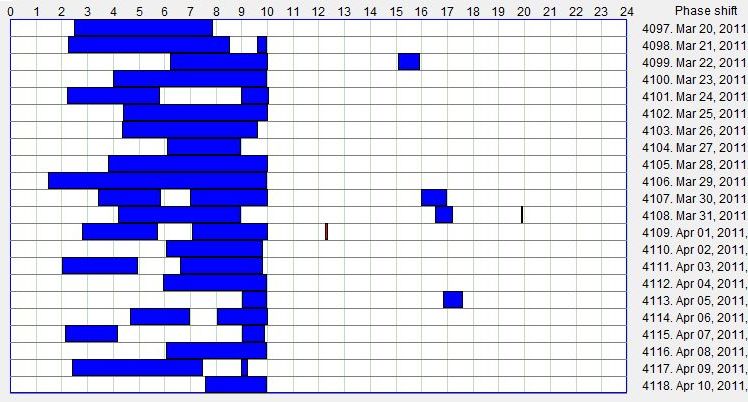 0 1 2 3 4 5 6 7 8 9 10 11 12 13 14 15 16 17 18 19 20 21 22 23 24 Phase shift
4097. Mar 20, 2011,
4098. Mar 21, 2011,
4099. Mar 22, 2011,
4100. Mar 23, 2011,
4101. Mar 24, 2011,
4102. Mar 25, 2011,
4103. Mar 26, 2011,
4104. Mar 27, 2011,
4105. Mar 28, 2011,
4106. Mar 29, 2011,
4107. Mar 30, 2011,
4108. Mar 31, 2011,
4109. Apr 01, 2011,
4110. Apr 02, 2011,
4111. Apr 03, 2011,
4112. Apr 04, 2011,
4113. Apr 05, 2011,
4114. Apr 06, 2011,
4115. Apr 07, 2011,
4116. Apr 08, 2011,
4117. Apr 09, 2011,
4118. Apr 10, 2011,